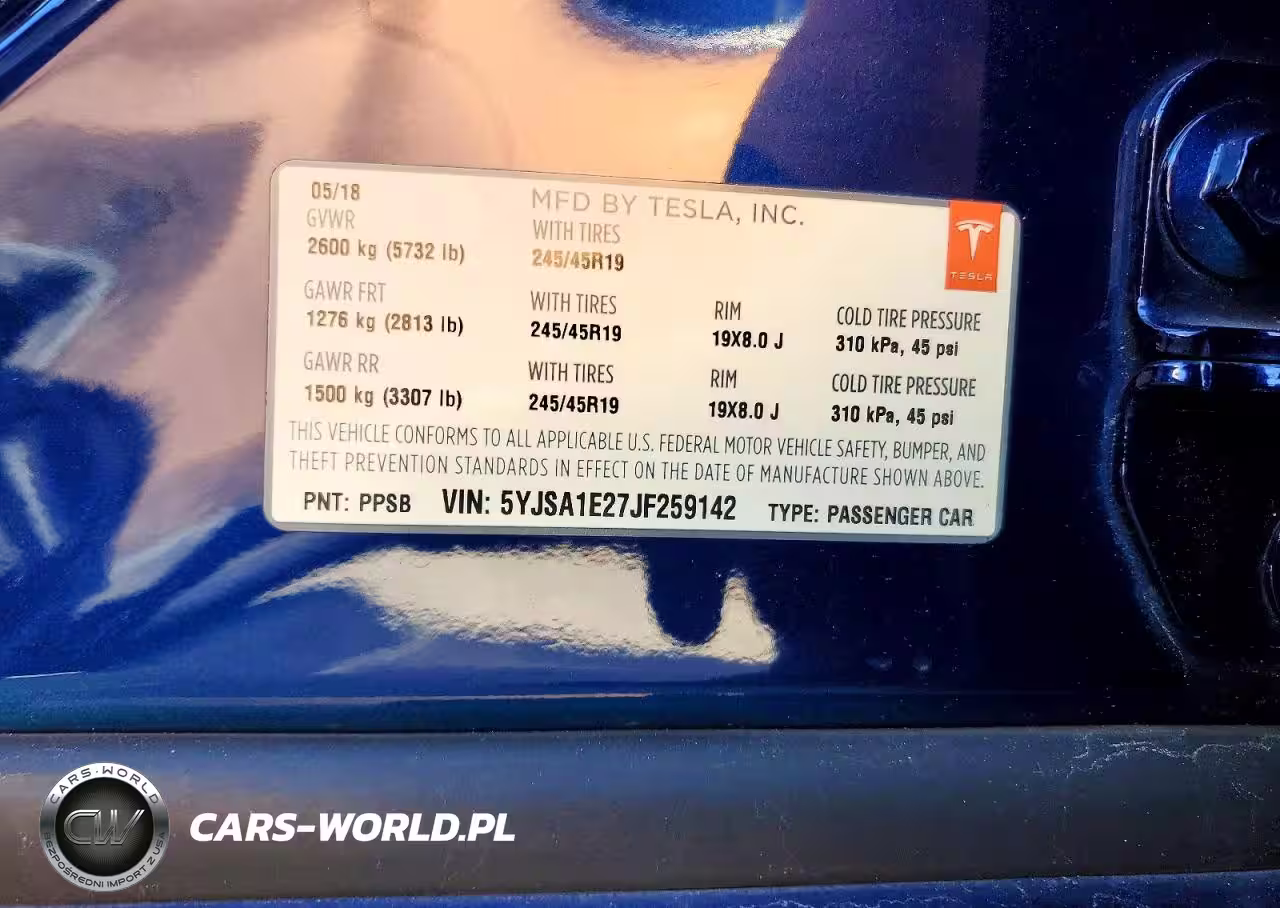 05/18
MFD BY TESLA, INC.
GVWR WITH TIRES
2600 kg (5732 lb) 245/45R19
TESLA
GAWR FRT WITH TIRES RIM COLD TIRE PRESSURE
1276 kg (2813 lb) 245/45R19 19X8.0 J 310 kPa, 45 psi
GAWR RR WITH TIRES RIM COLD TIRE PRESSURE
1500 kg (3307 lb) 245/45R19 19X8.0 J 310 kPa, 45 psi
THIS VEHICLE CONFORMS TO ALL APPLICABLE U.S. FEDERAL MOTOR VEHICLE SAFETY, BUMPER, AND
THEFT PREVENTION STANDARDS IN EFFECT ON THE DATE OF MANUFACTURE SHOWN ABOVE.
PNT: PPSB VIN: 5YJSA1E27JF259142 TYPE: PASSENGER CAR
CARS-WORLD
CW
BEZPOŚREDNI IMPORT Z USA
CARS-WORLD.PL